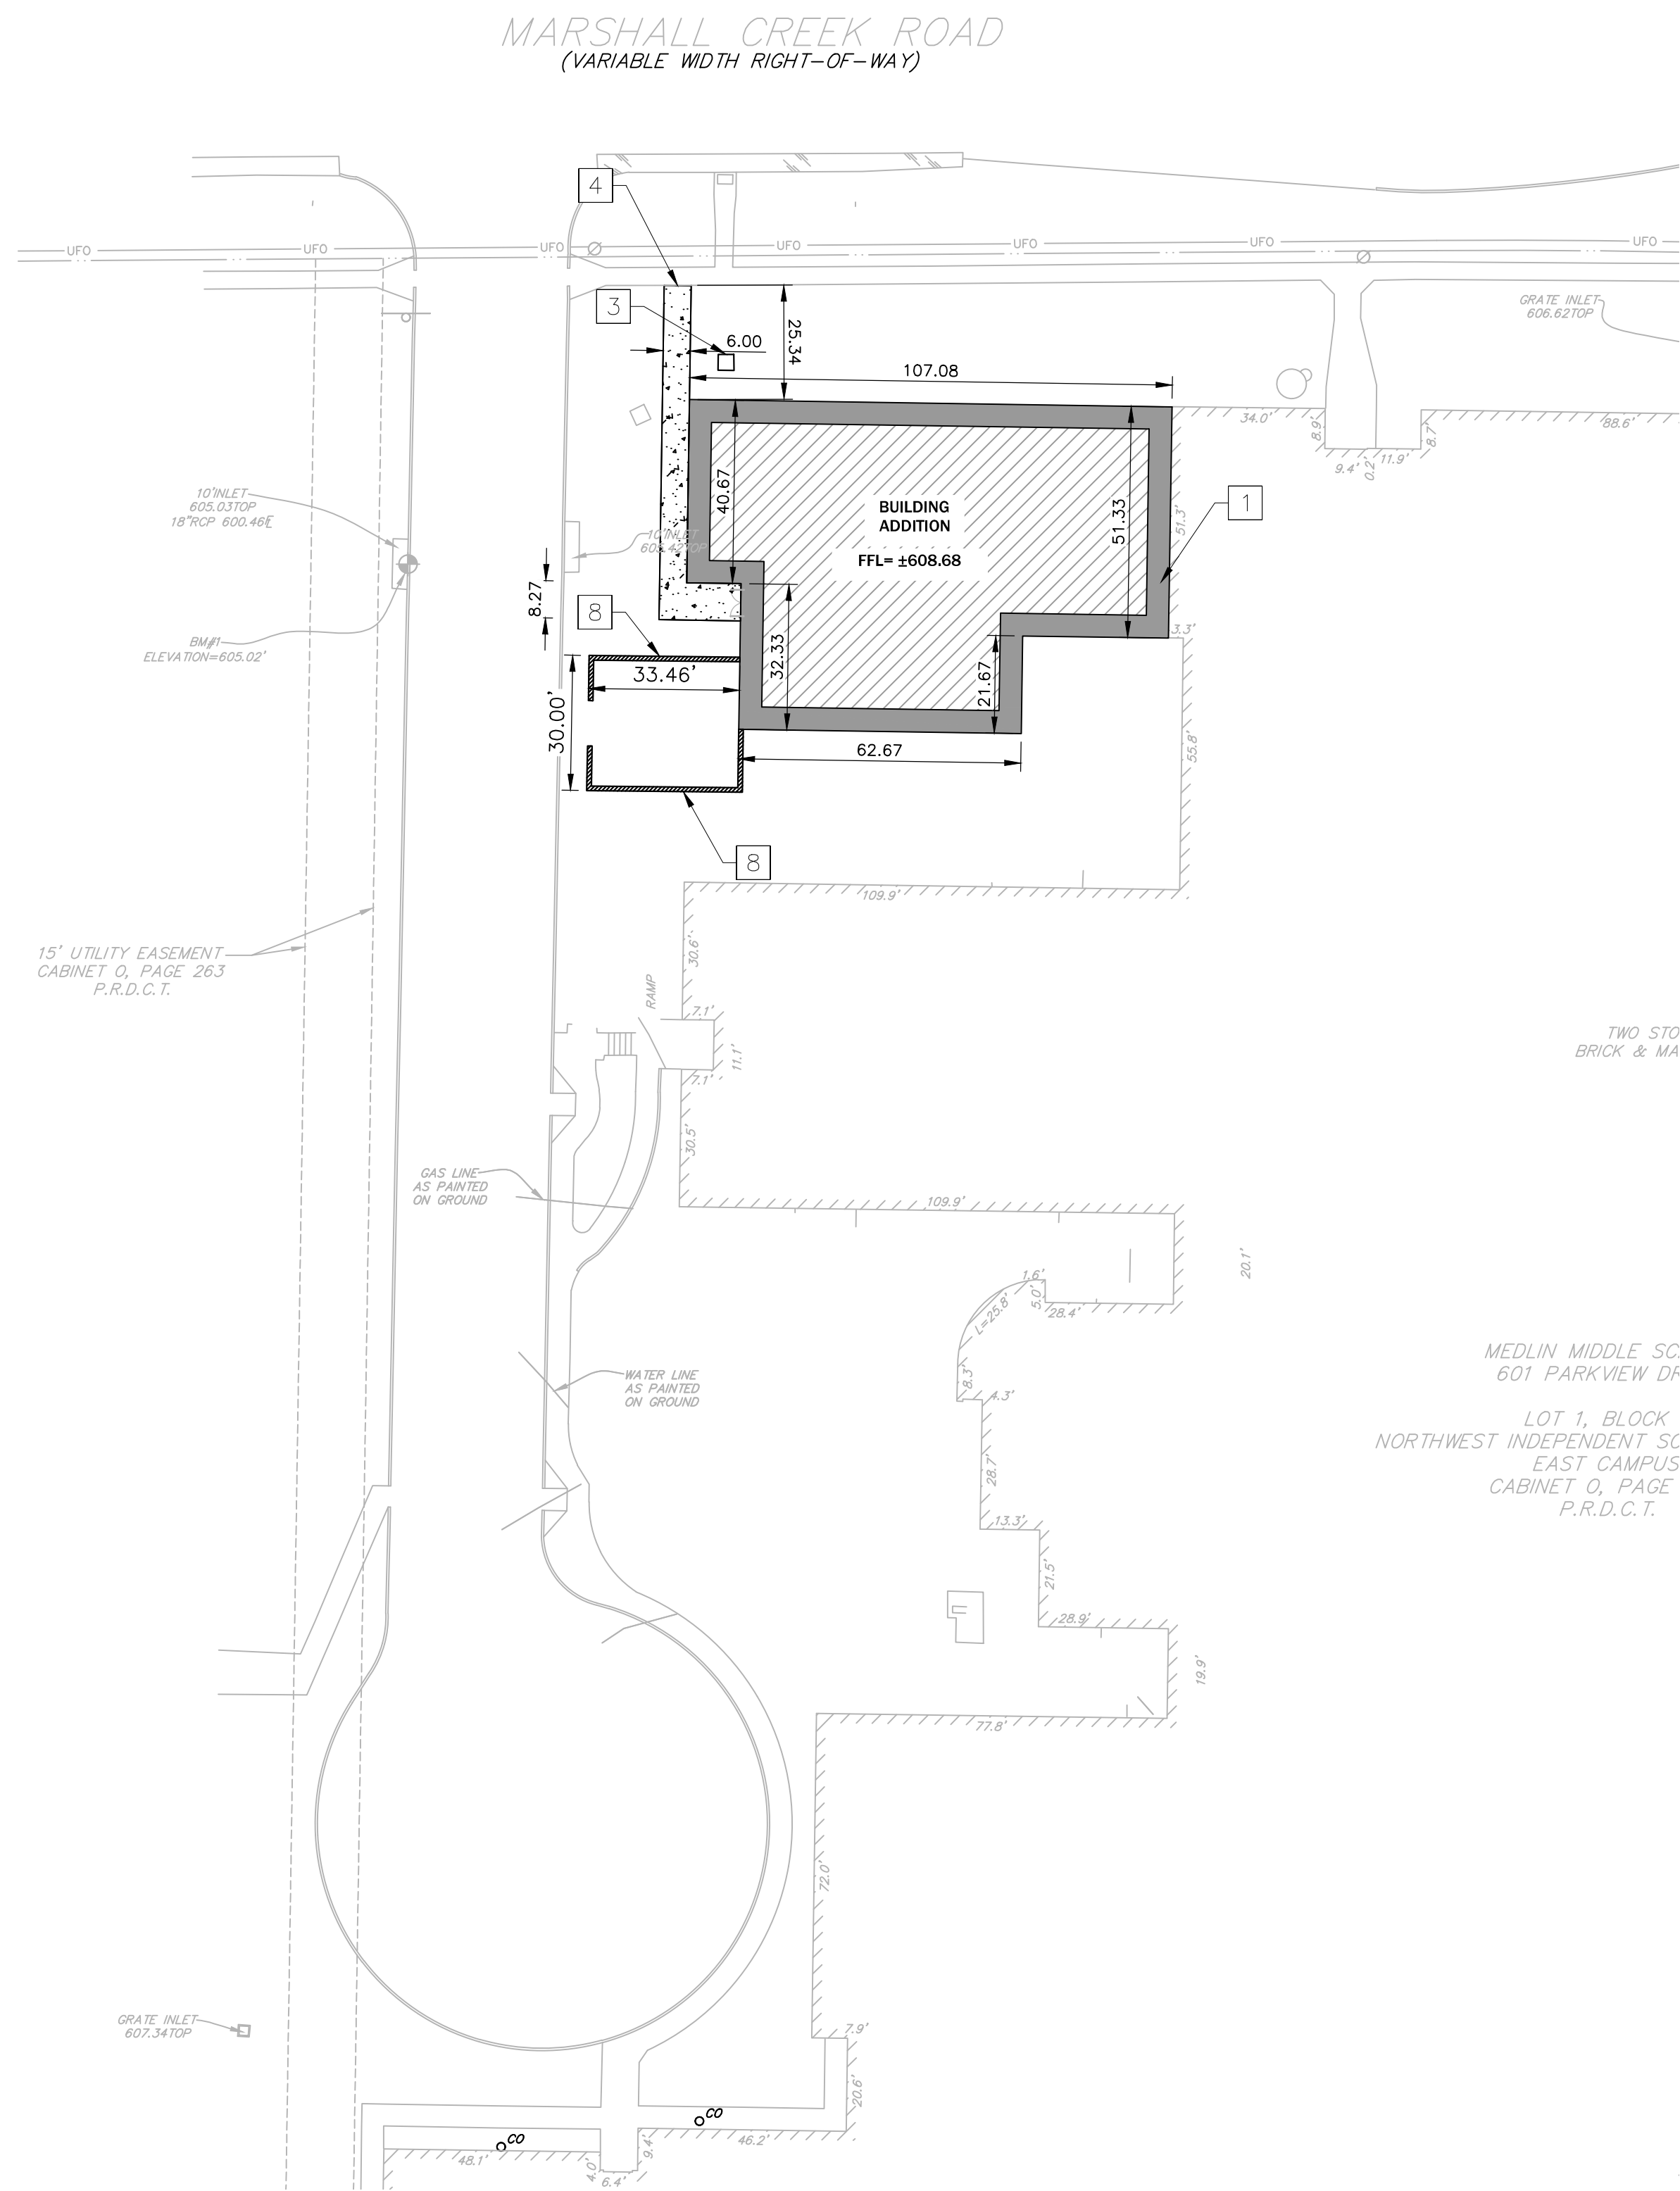 MARSHALL CREEK ROAD
(VARIABLE WIDTH RIGHT-OF-WAY)
4
UFO
UFO
UFO
UFO
UFO
UFO
UFO
3
GRATE INLET
606.62TOP
6.00
25.34
107.08
34.0'
8.9'
9.4'
0.2'
11.9'
8.7'
88.6'
10'INLET
605.03TOP
18"RCP 600.46FL
10'INLET
605.42TOP
40.67
BUILDING
ADDITION
FFL= ±608.68
51.33
51.3'
1
8.27
8
BM#1
ELEVATION=605.02'
3.3'
33.46'
32.33
21.67
30.00'
62.67
55.8'
8
109.9'
15' UTILITY EASEMENT
CABINET O, PAGE 263
P.R.D.C.T.
30.6'
RAMP
7.1'
11.1'
7.1'
TWO STO
BRICK & MA
30.5'
GAS LINE
AS PAINTED
ON GROUND
109.9'
20.1'
1.6'
5.0'
28.4'
L=25.8'
WATER LINE
AS PAINTED
ON GROUND
8.3'
4.3'
MEDLIN MIDDLE SC
601 PARKVIEW DR
LOT 1, BLOCK
NORTHWEST INDEPENDENT SC
EAST CAMPUS
CABINET O, PAGE
P.R.D.C.T.
28.7'
13.3'
21.5'
28.9'
19.9'
77.8'
72.0'
GRATE INLET
607.34TOP
7.9'
20.6'
CO
CO
46.2'
9.4'
48.1'
4.0'
6.4'